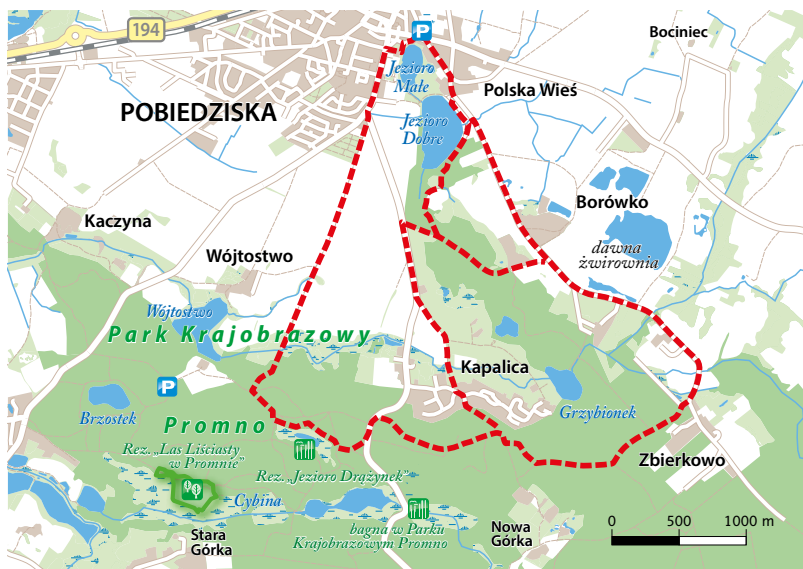 194
P
Bociniec
Jezioro
Małe
Polska Wieś
POBIEDZISKA
Jezioro
Dobre
Kaczyna
Borówko
Wójtostwo
dawna
żwirownia
Wójtostwo
Park Krajobrazowy
Kapalica
P
Brzostek
Grzybionek
Promno
Rez. „Las Liściasty
w Promnie”
Rez. „Jezioro Drążynek”
Zbierkowo
Cybina
Stara
Górka
bagna w Parku
Krajobrazowym Promno
Nowa
Górka
0 500 1000 m